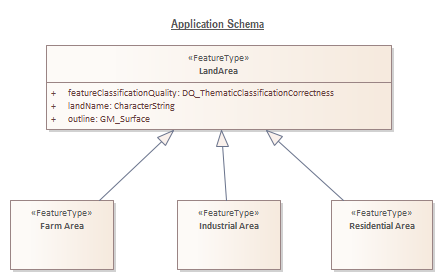 Application Schema
«FeatureType»
LandArea
+ featureClassificationQuality: DQ_ThematicClassificationCorrectness
+ landName: CharacterString
+ outline: GM_Surface
«FeatureType» «FeatureType» «FeatureType»
Farm Area Industrial Area Residential Area